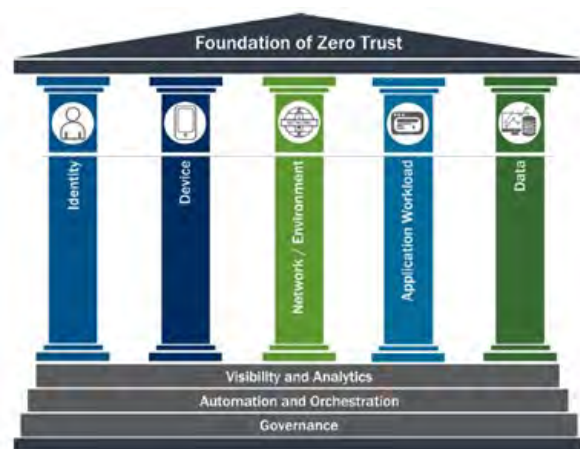 Foundation of Zero Trust
Identity
Device
Network / Environment
Application Workload
Data
Visibility and Analytics
Automation and Orchestration
Governance